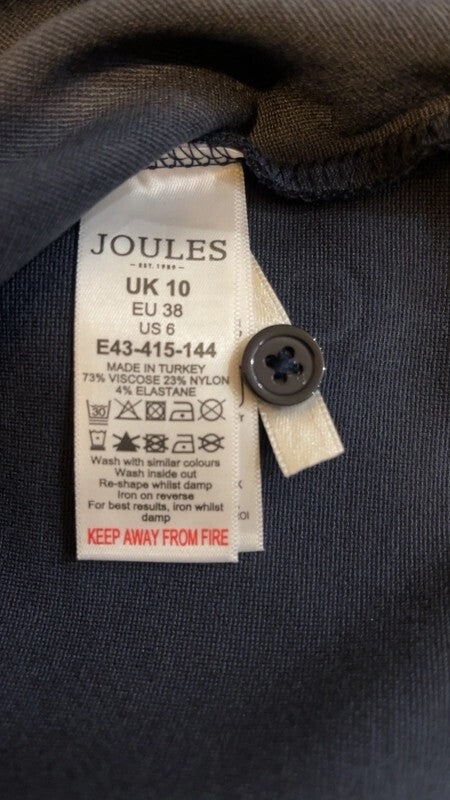 JOULES
EST. 1989
UK 10
EU 38
US 6
E43-415-144
MADE IN TURKEY
73% VISCOSE 23% NYLON
4% ELASTANE
30
Wash with similar colours
Wash inside out
Re-shape whilst damp
Iron on reverse
For best results, iron whilst
damp
KEEP AWAY FROM FIRE